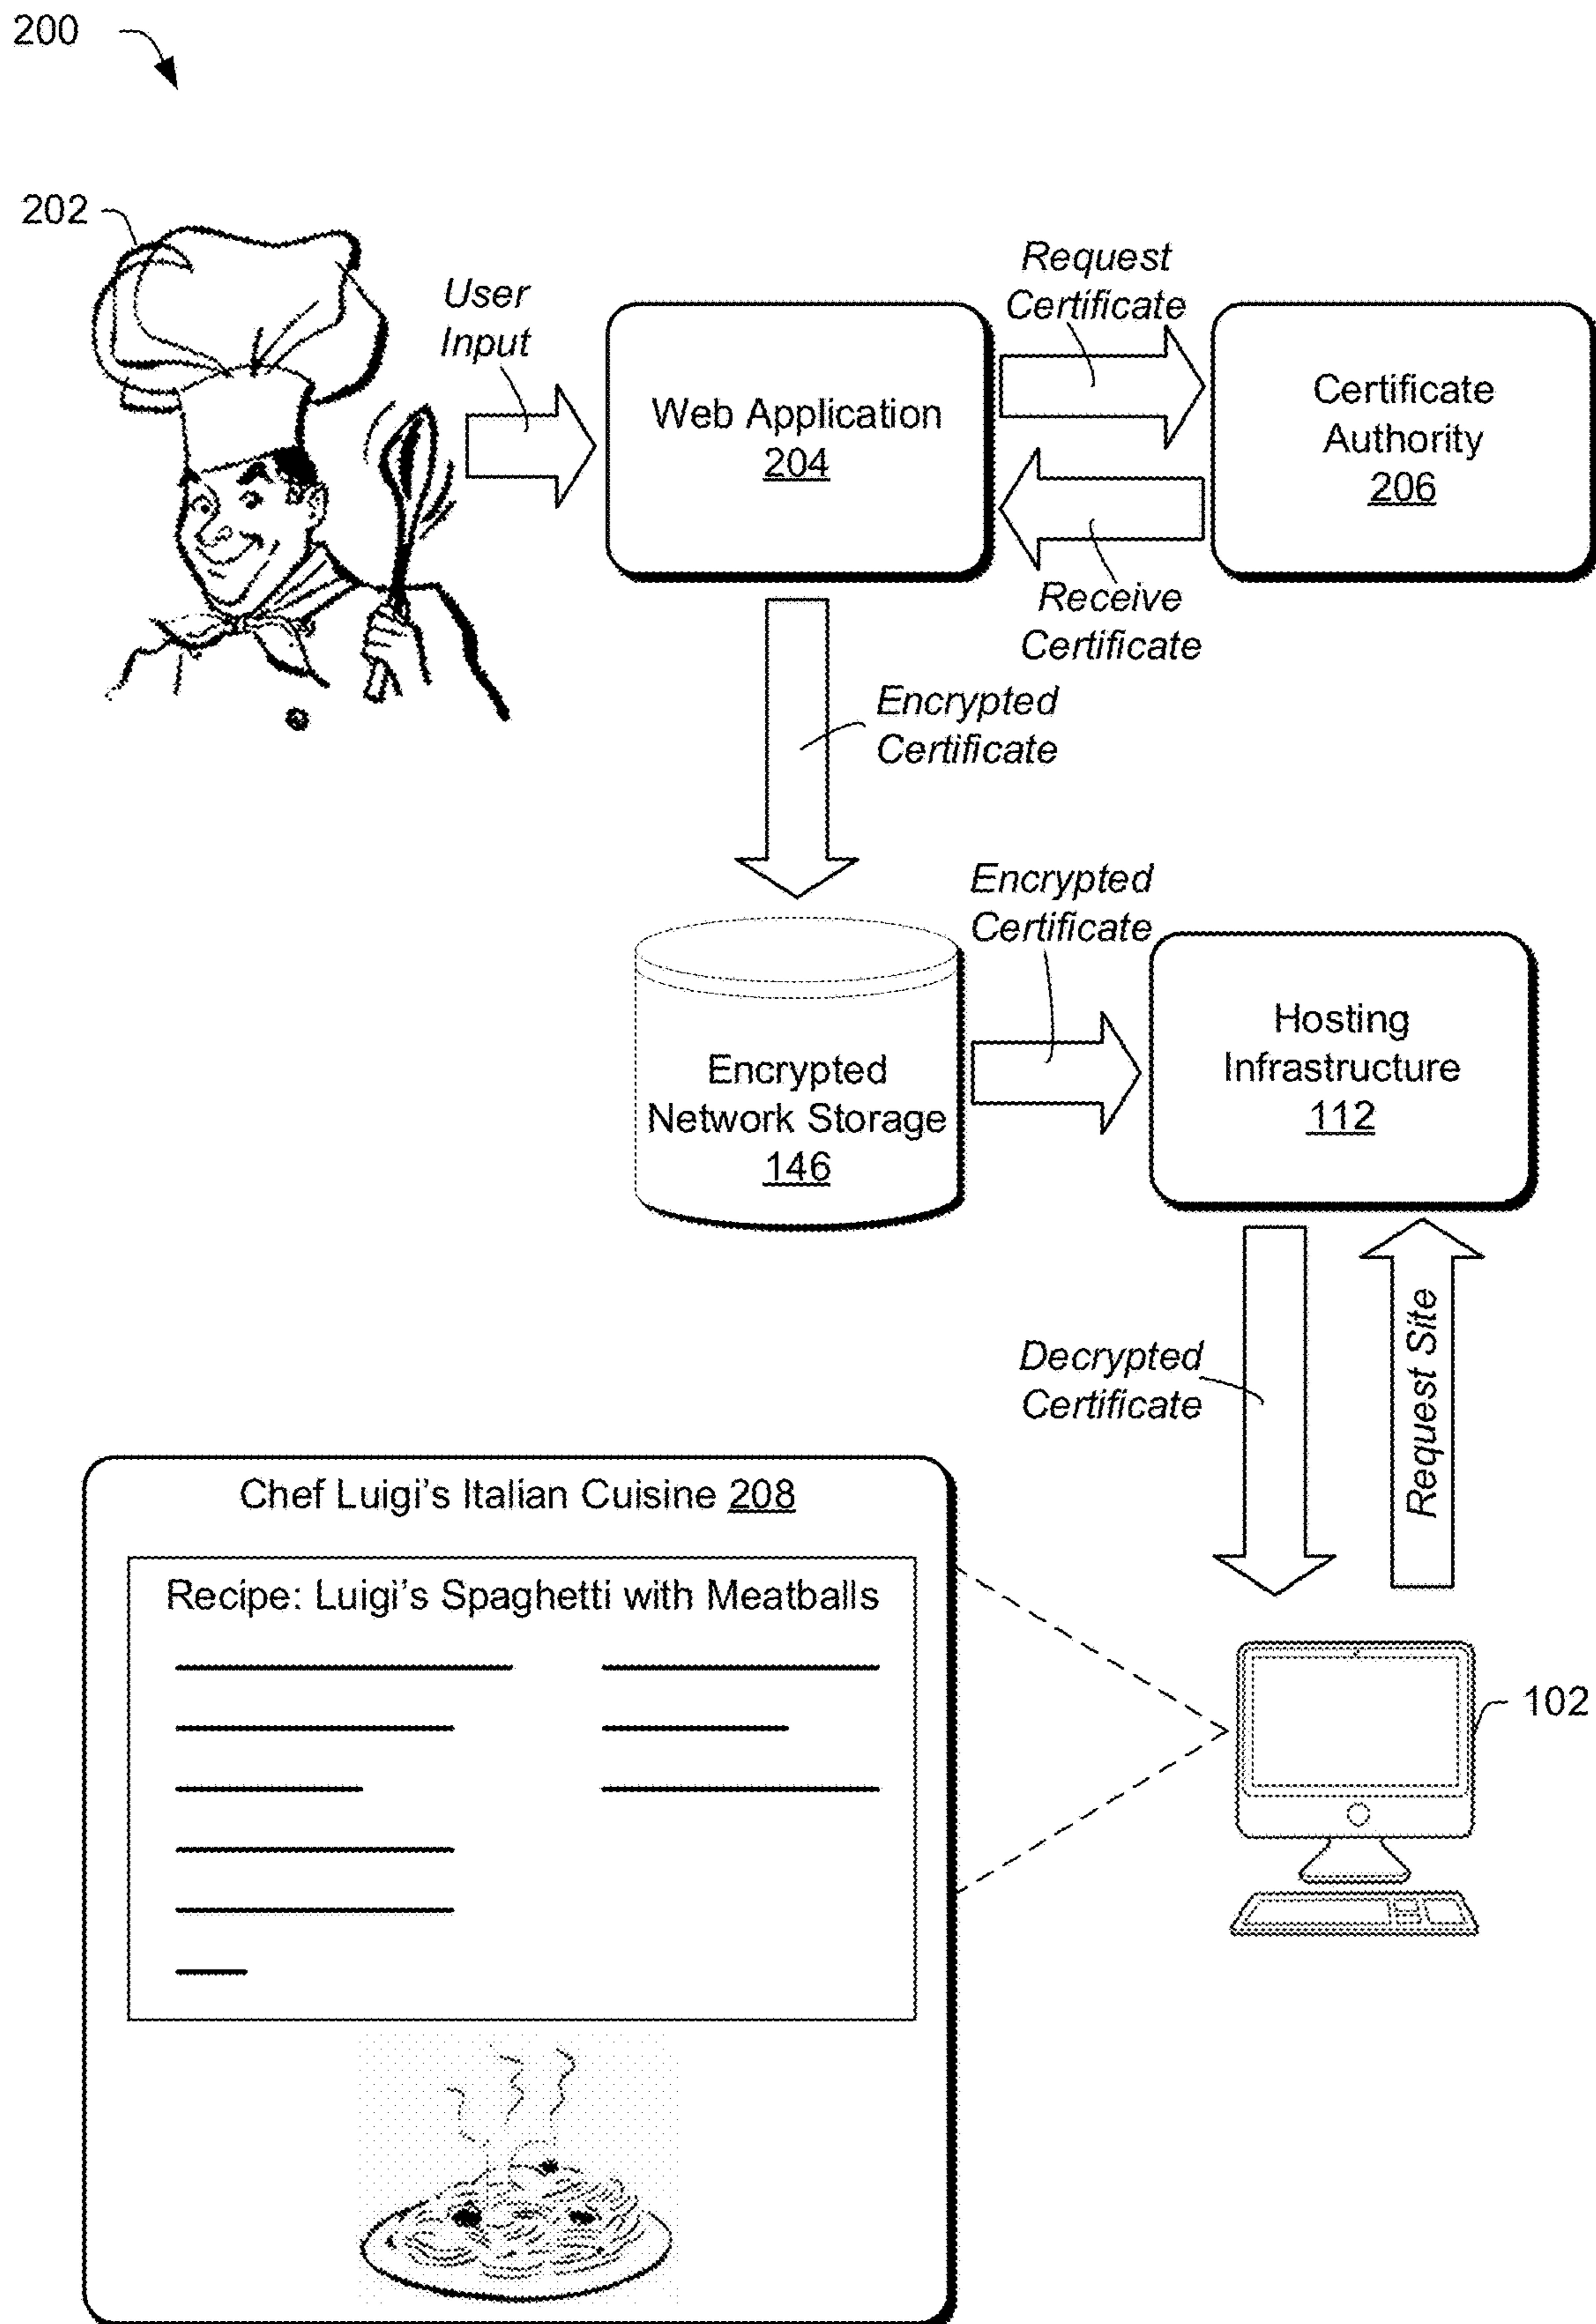 200
202
User
Input
Web Application
204
Request
Certificate
Certificate
Authority
206
Receive
Certificate
Encrypted
Certificate
Encrypted
Network Storage
146
Encrypted
Certificate
Hosting
Infrastructure
112
Decrypted
Certificate
Request Site
Chef Luigi's Italian Cuisine 208
Recipe: Luigi's Spaghetti with Meatballs
102